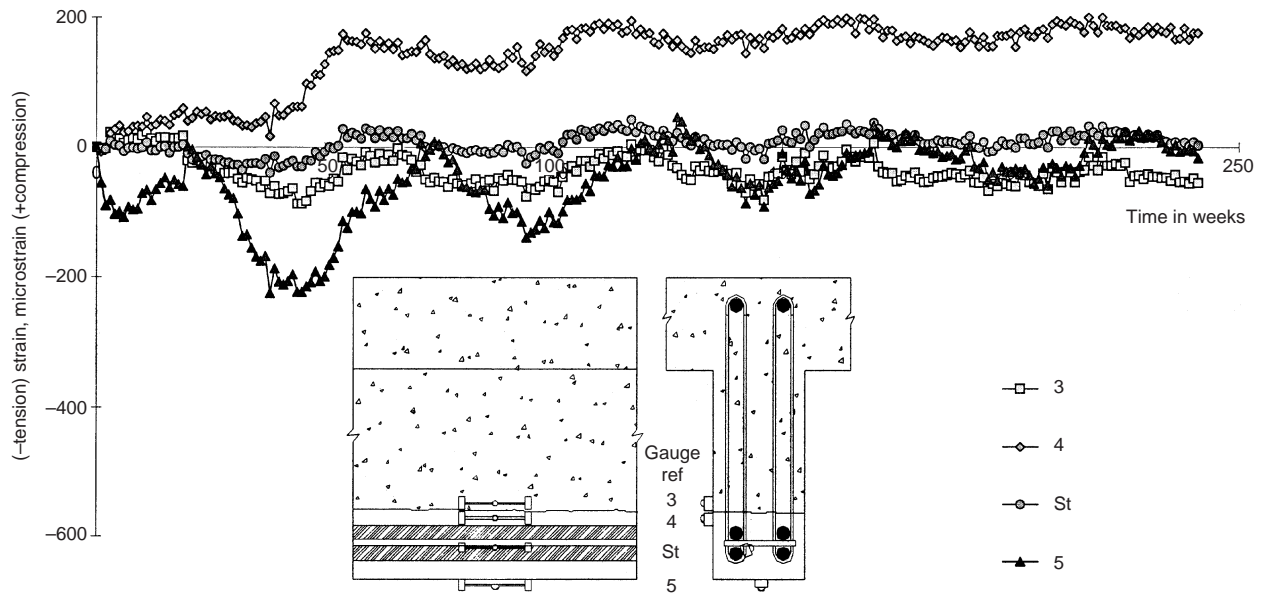 200
0
–200
–400
–600
(–tension) strain, microstrain (+compression)
50
100
250
Time in weeks
Gauge
ref
3
4
St
5
3
4
St
5